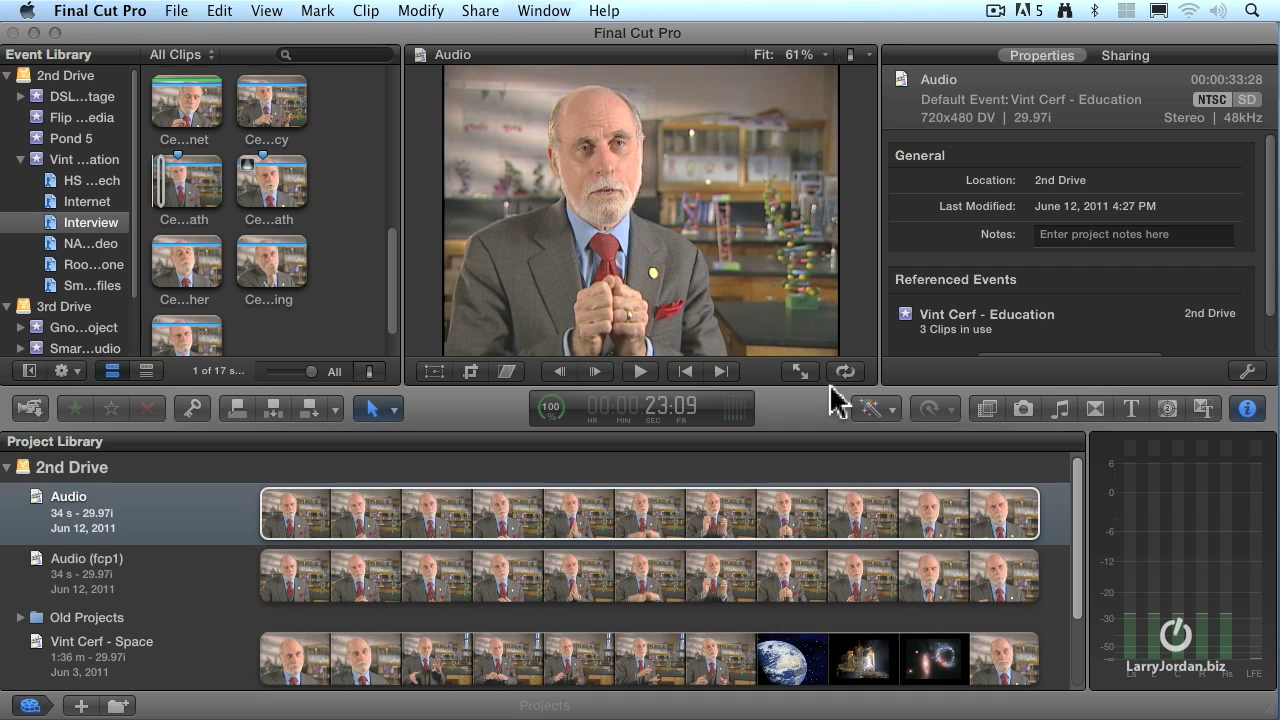 Final Cut Pro File Edit View Mark Clip Modify Share Window Help 5
Final Cut Pro
Event Library
All Clips
2nd Drive
DSL...tage
Flip ...edia
Pond 5
Vint ...ation
HS ...ech
Internet
Interview
NA...deo
Roo...one
Sm...files
3rd Drive
Gno...oject
Smar...udio
Ce...net
Ce...cy
Ce...ath
Ce...ath
Ce...her
Ce...ing
1 of 17 s...
All
Audio
Fit: 61%
Properties
Sharing
Audio
00:00:33:28
Default Event: Vint Cerf - Education
NTSC SD
720x480 DV | 29.97i
Stereo | 48kHz
General
Location: 2nd Drive
Last Modified: June 12, 2011 4:27 PM
Notes: Enter project notes here
Referenced Events
Vint Cerf - Education
2nd Drive
3 Clips in use
100
%
00:00:23:09
HR MIN SEC FR
Project Library
2nd Drive
Audio
34 s - 29.97i
Jun 12, 2011
Audio (fcp1)
34 s - 29.97i
Jun 12, 2011
Old Projects
Vint Cerf - Space
1:36 m - 29.97i
Jun 3, 2011
Projects
6
0
-6
-12
-20
-30
-50
LarryJordan.biz
Ls L C R Rs LFE